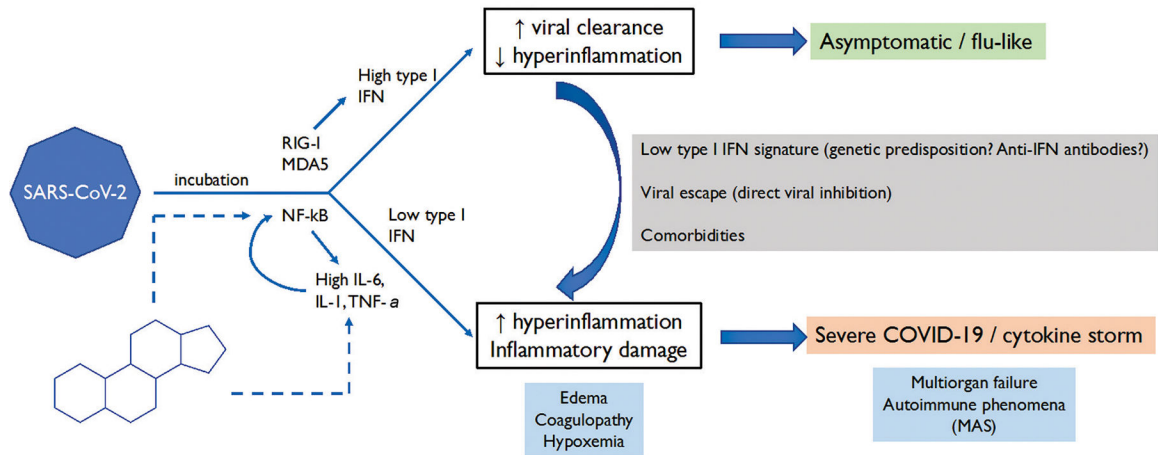 ↑ viral clearance
↓ hyperinflammation
Asymptomatic / flu-like
High type I
IFN
RIG-I
MDA5
SARS-CoV-2
incubation
NF-kB
Low type I
IFN
High IL-6,
IL-1, TNF- a
Low type I IFN signature (genetic predisposition? Anti-IFN antibodies?)
Viral escape (direct viral inhibition)
Comorbidities
↑ hyperinflammation
Inflammatory damage
Severe COVID-19 / cytokine storm
Edema
Coagulopathy
Hypoxemia
Multiorgan failure
Autoimmune phenomena
(MAS)